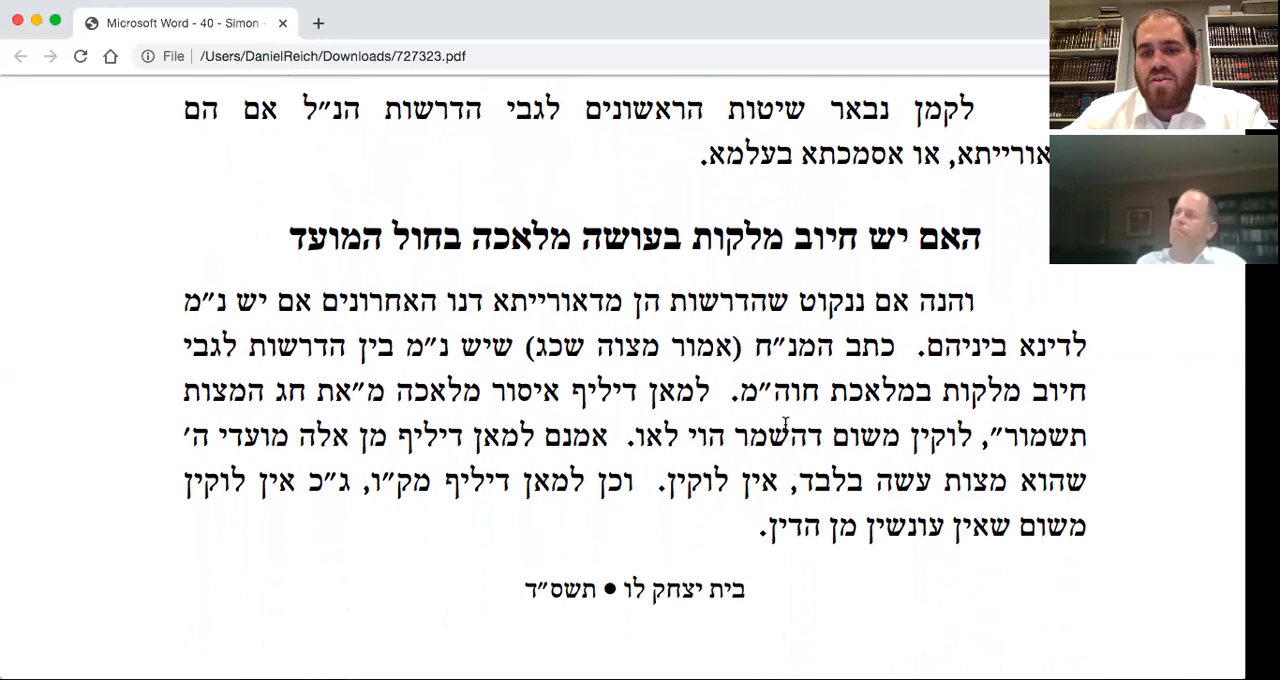 Microsoft Word - 40 - Simon
File | /Users/DanielReich/Downloads/727323.pdf
לקמן נבאר שיטות הראשונים לגבי הדרשות הנ״ל אם הם
אורייתא, או אסמכתא בעלמא.
האם יש חיוב מלקות בעושה מלאכה בחול המועד
והנה אם ננקוט שהדרשות הן מדאורייתא דנו האחרונים אם יש נ״מ
לדינא ביניהם. כתב המנ״ח (אמור מצוה שכג) שיש נ״מ בין הדרשות לגבי
חיוב מלקות במלאכת חוה״מ. למאן דיליף איסור מלאכה מ״את חג המצות
תשמור״, לוקין משום דהשמר הוי לאו. אמנם למאן דיליף מן אלה מועדי ה׳
שהוא מצות עשה בלבד, אין לוקין. וכן למאן דיליף מק״ו, ג״כ אין לוקין
משום שאין עונשין מן הדין.
בית יצחק לו • תשס״ד